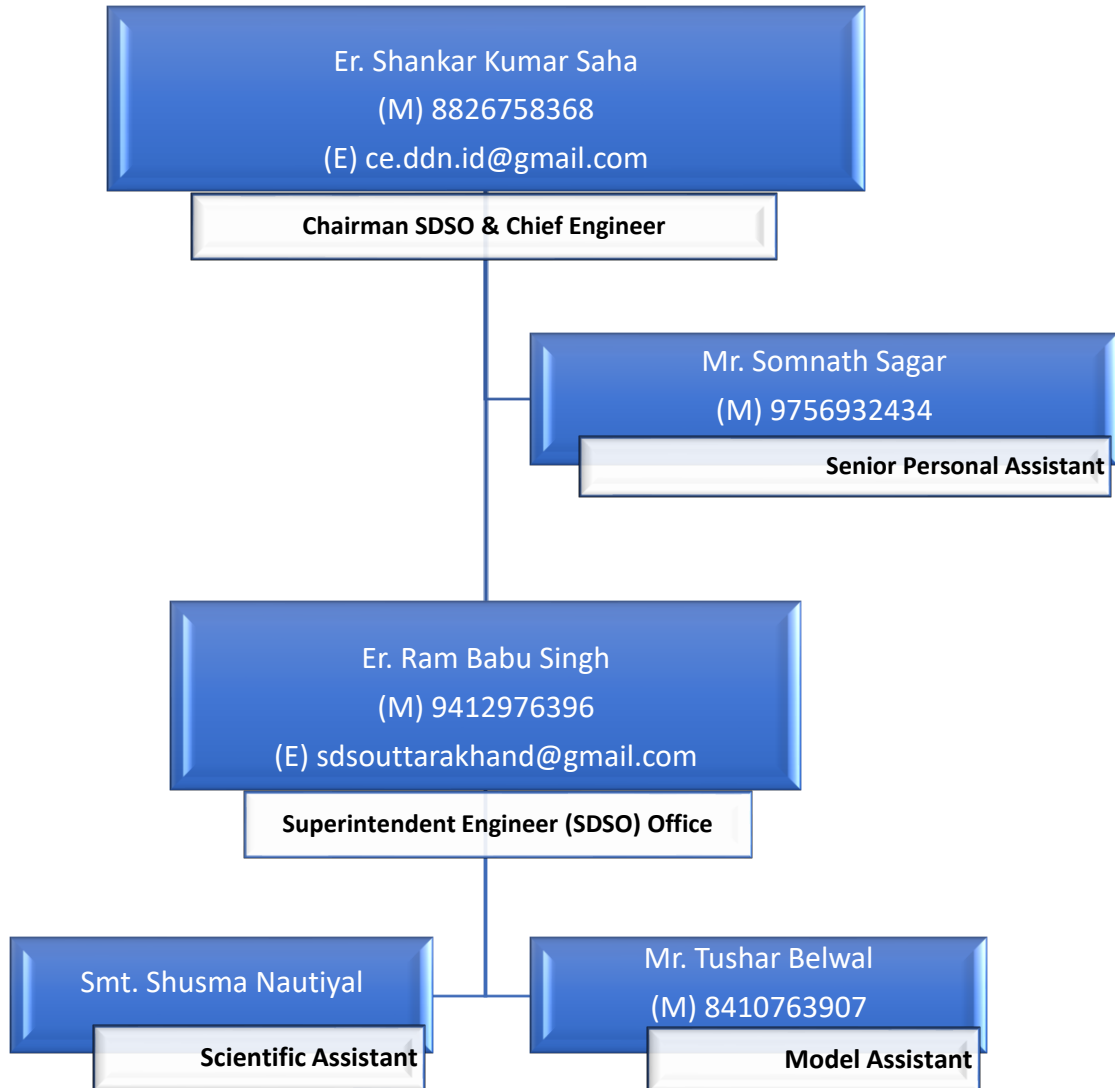 Er. Shankar Kumar Saha
(M) 8826758368
(E) ce.ddn.id@gmail.com
Chairman SDSO & Chief Engineer
Mr. Somnath Sagar
(M) 9756932434
Senior Personal Assistant
Er. Ram Babu Singh
(M) 9412976396
(E) sdsouttarakhand@gmail.com
Superintendent Engineer (SDSO) Office
Smt. Shusma Nautiyal
Scientific Assistant
Mr. Tushar Belwal
(M) 8410763907
Model Assistant